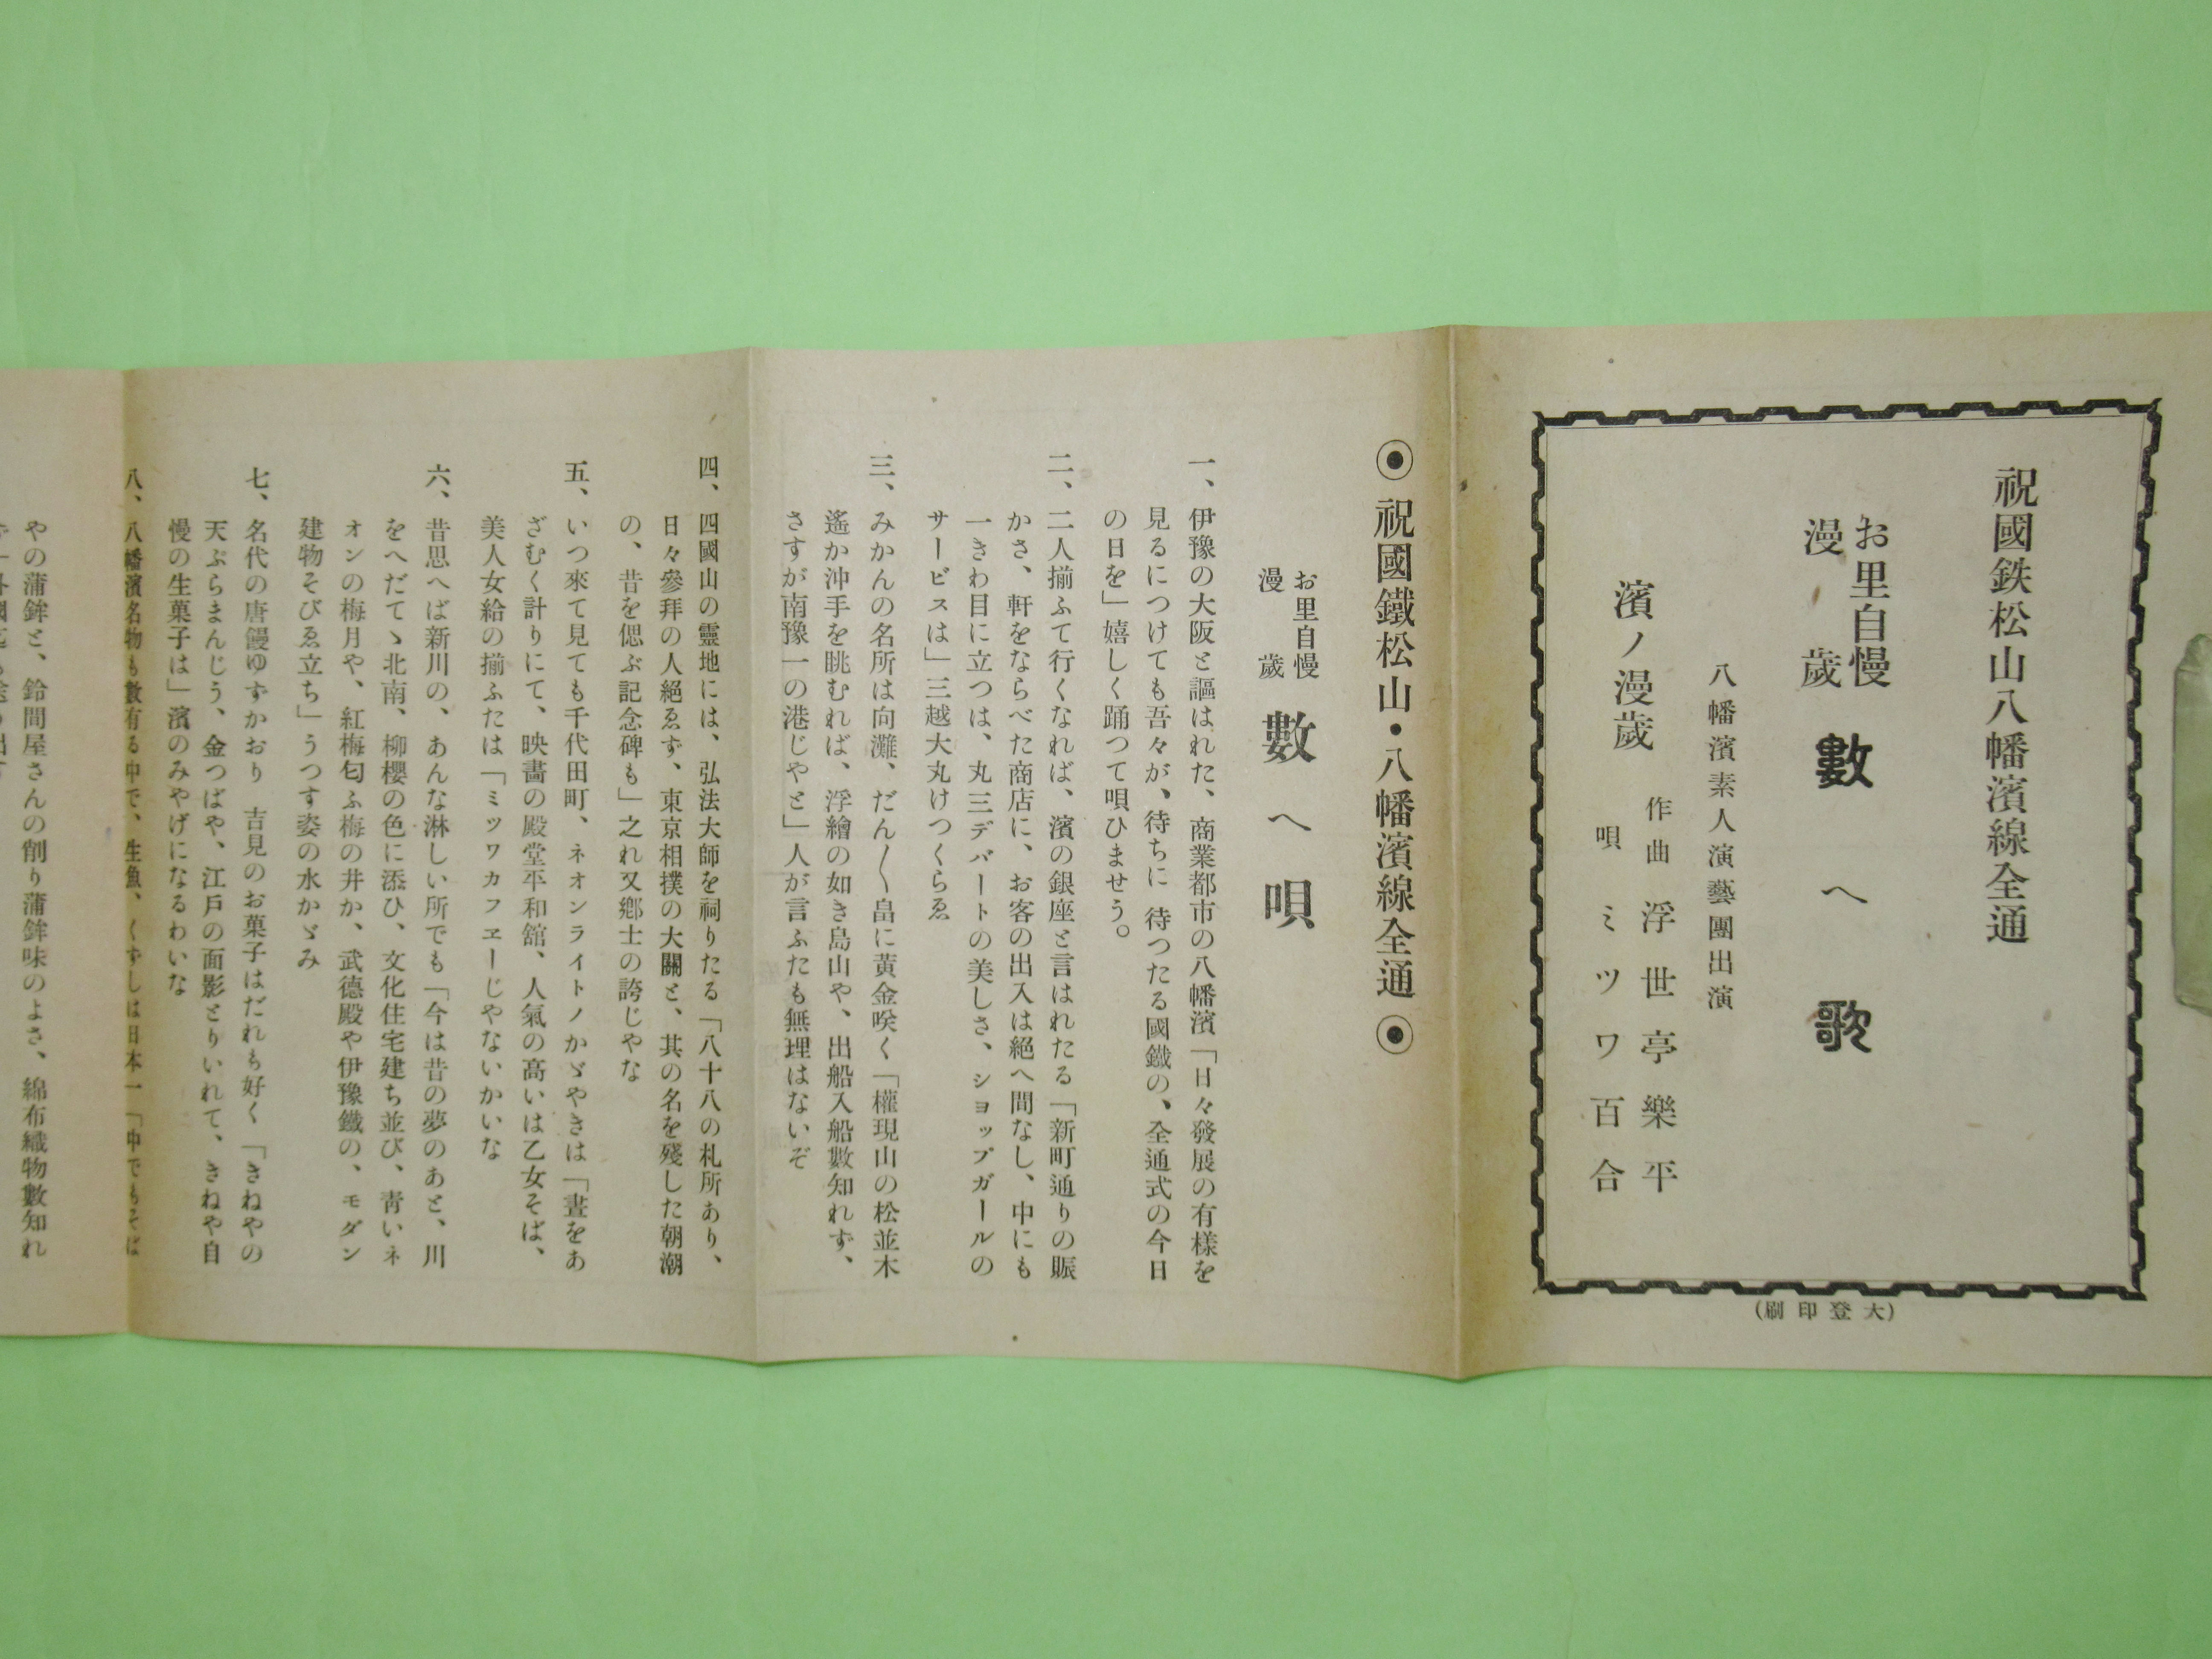 祝國鉄松山八幡濱線全通
お里自慢
漫歲
數へ歌
八幡濱素人演藝團出演
濱ノ漫歲
作曲 浮世亭樂平
唄 ミツワ百合
(大登印刷)
◉祝國鐵松山・八幡濱線全通◉
お里自慢
漫歲
數へ唄
一、伊豫の大阪と謳はれた、商業都市の八幡濱「日々發展の有樣を
見るにつけても吾々が、待ちに 待つたる國鐵の、全通式の今日
の日を」嬉しく踊つて唄ひませう。
二、二人揃ふて行くなれば、濱の銀座と言はれたる「新町通りの賑
かさ、軒をならべた商店に、お客の出入は絕へ間なし、中にも
一きわ目に立つは、丸三デパートの美しさ、ショップガールの
サービスは」三越大丸けつくらゑ
三、みかんの名所は向灘、だん〳〵畠に黃金咲く「權現山の松並木
遙か沖手を眺むれば、浮繪の如き島山や、出船入船數知れず、
さすが南豫一の港じやと」人が言ふたも無理はないぞ
四、四國山の靈地には、弘法大師を祠りたる「八十八の札所あり、
日々參拜の人絕ゑず、東京相撲の大關と、其の名を殘した朝潮
の、昔を偲ぶ記念碑も」之れ又鄕士の誇じやな
五、いつ來て見ても千代田町、ネオンライトノかゞやきは「晝をあ
ざむく計りにて、映畵の殿堂平和舘、人氣の高いは乙女そば、
美人女給の揃ふたは「ミツワカフエーじやないかいな
六、昔思へば新川の、あんな淋しい所でも「今は昔の夢のあと、川
をへだてゝ北南、柳櫻の色に添ひ、文化住宅建ち並び、靑いネ
オンの梅月や、紅梅匂ふ梅の井か、武德殿や伊豫鐵の、モダン
建物そびゑ立ち」うつす姿の水かゞみ
七、名代の唐饅ゆずかおり 吉見のお菓子はだれも好く「きねやの
天ぷらまんじう、金つばや、江戶の面影とりいれて、きねや自
慢の生菓子は」濱のみやげになるわいな
八、八幡濱名物も數有る中で、生魚、くずしは日本一「中でもそば
やの蒲鉾と、鈴間屋さんの削り蒲鉾味のよさ、綿布織物數知れ